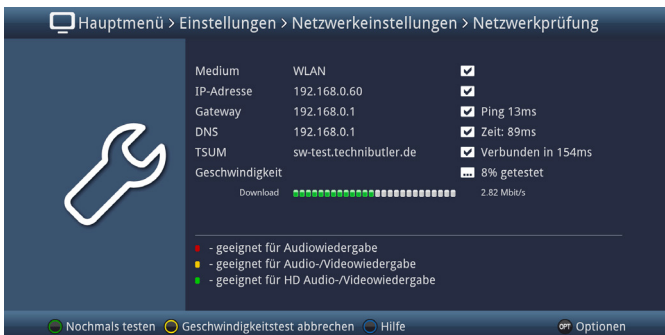 Hauptmenü > Einstellungen > Netzwerkeinstellungen > Netzwerkprüfung
Medium WLAN
IP-Adresse 192.168.0.60
Gateway 192.168.0.1 Ping 13ms
DNS 192.168.0.1 Zeit: 89ms
TSUM sw-test.technibutler.de Verbunden in 154ms
Geschwindigkeit ... 8% getestet
Download 2.82 Mbit/s
- geeignet für Audiowiedergabe
- geeignet für Audio-/Videowiedergabe
- geeignet für HD Audio-/Videowiedergabe
Nochmals testen Geschwindigkeitstest abbrechen Hilfe OPT Optionen